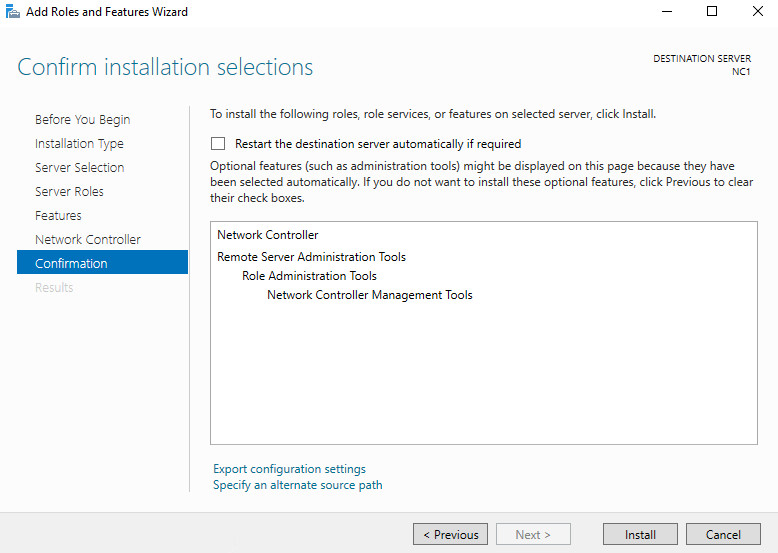 Add Roles and Features Wizard
Confirm installation selections
DESTINATION SERVER
NC1
Before You Begin
Installation Type
Server Selection
Server Roles
Features
Network Controller
Confirmation
Results
To install the following roles, role services, or features on selected server, click Install.
Restart the destination server automatically if required
Optional features (such as administration tools) might be displayed on this page because they have
been selected automatically. If you do not want to install these optional features, click Previous to clear
their check boxes.
Network Controller
Remote Server Administration Tools
Role Administration Tools
Network Controller Management Tools
Export configuration settings
Specify an alternate source path
< Previous
Next >
Install
Cancel